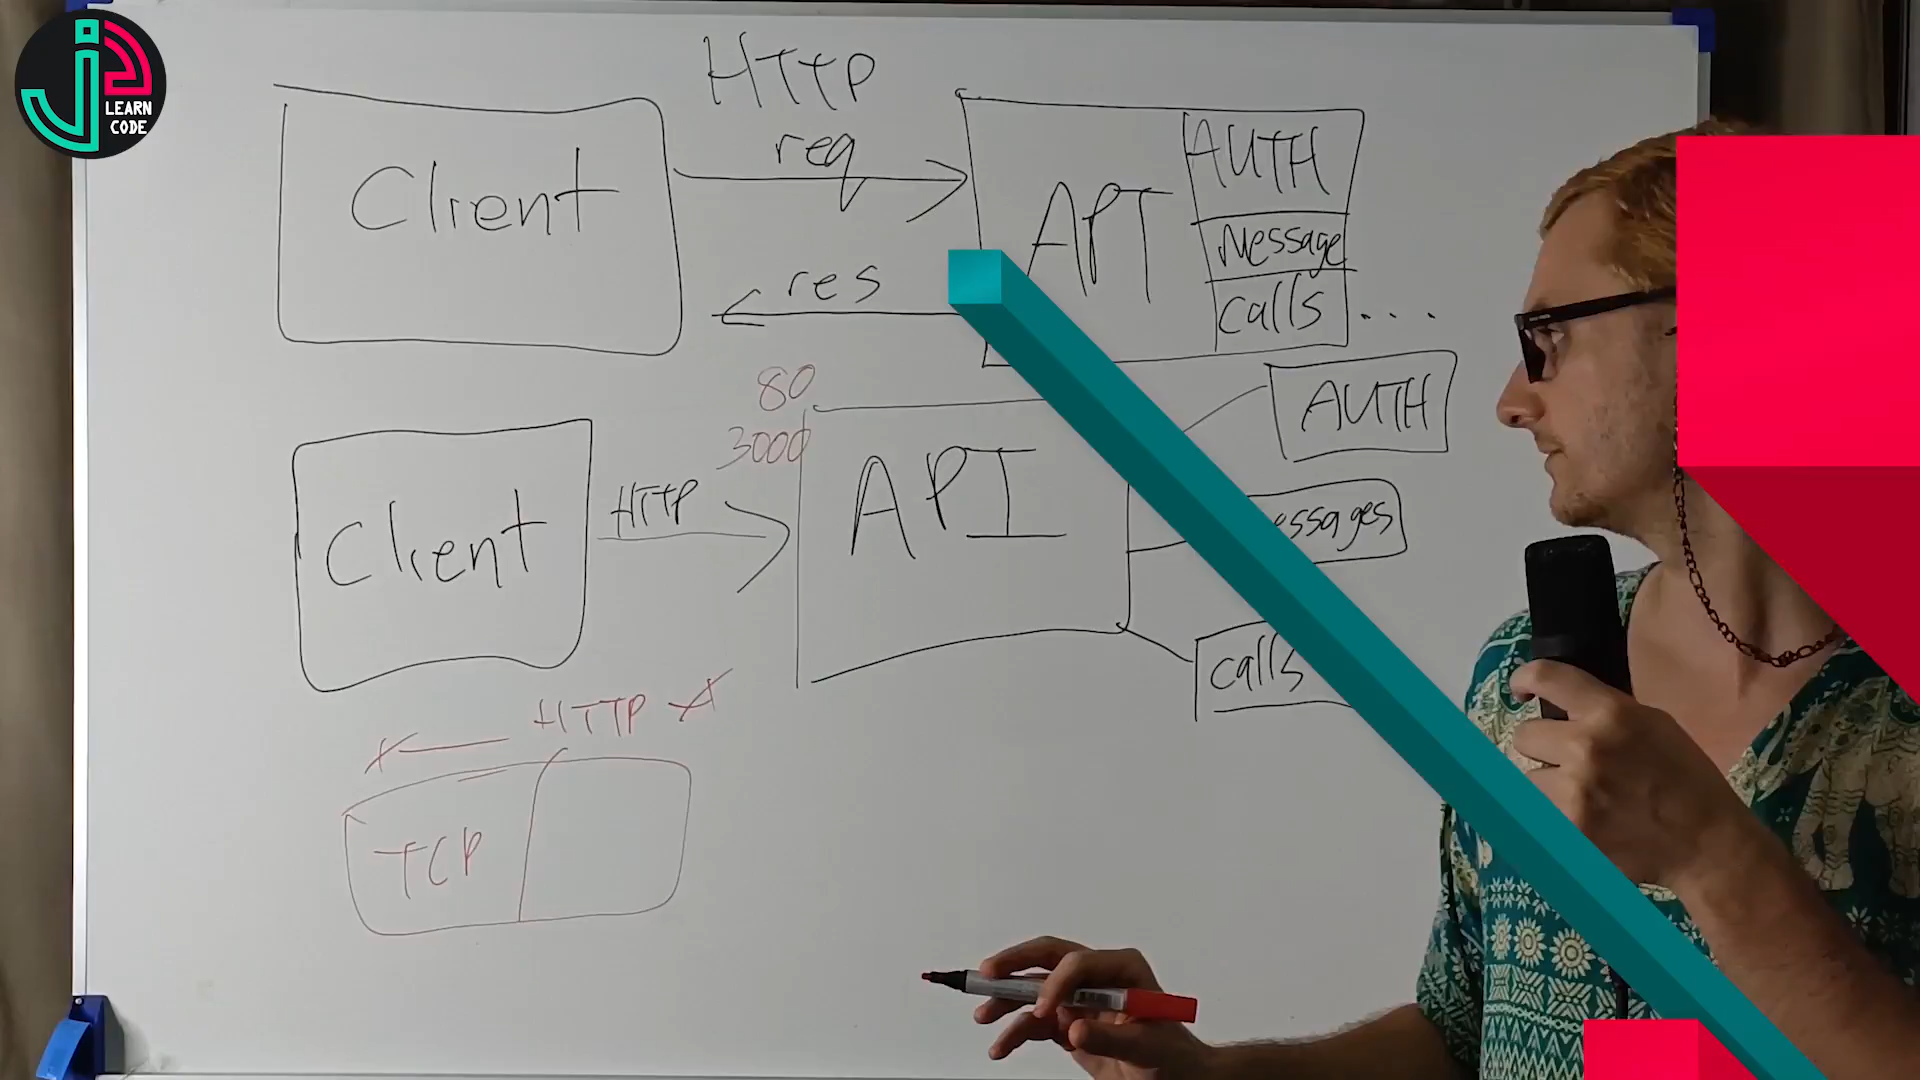 LEARN
CODE
HTTP
req
Client
res
API
AUTH
Message
calls ....
80
3000
Client
HTTP
API
AUTH
calls
HTTP
TCP